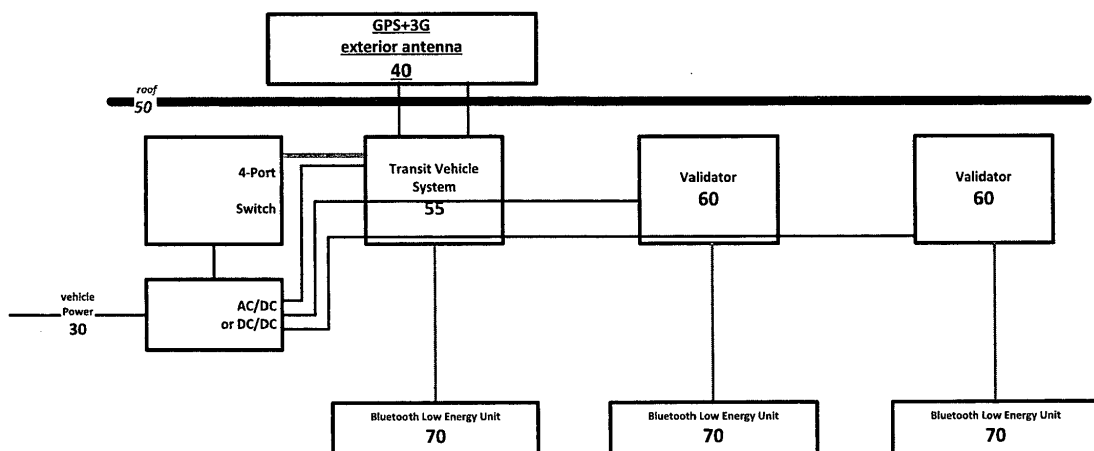 GPS+3G
exterior antenna
40
roof
50
4-Port
Switch
Transit Vehicle
System
55
Validator
60
Validator
60
vehicle
Power
30
AC/DC
or DC/DC
Bluetooth Low Energy Unit
70
Bluetooth Low Energy Unit
70
Bluetooth Low Energy Unit
70